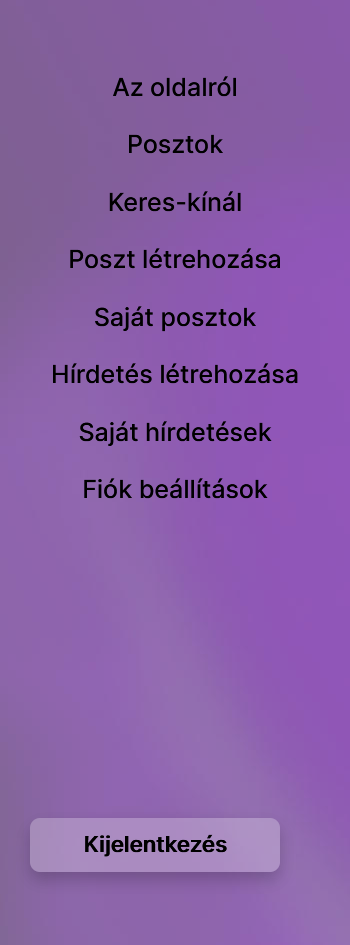 Az oldalról
Posztok
Keres-kínál
Poszt létrehozása
Saját posztok
Hírdetés létrehozása
Saját hírdetések
Fiók beállítások
Kijelentkezés